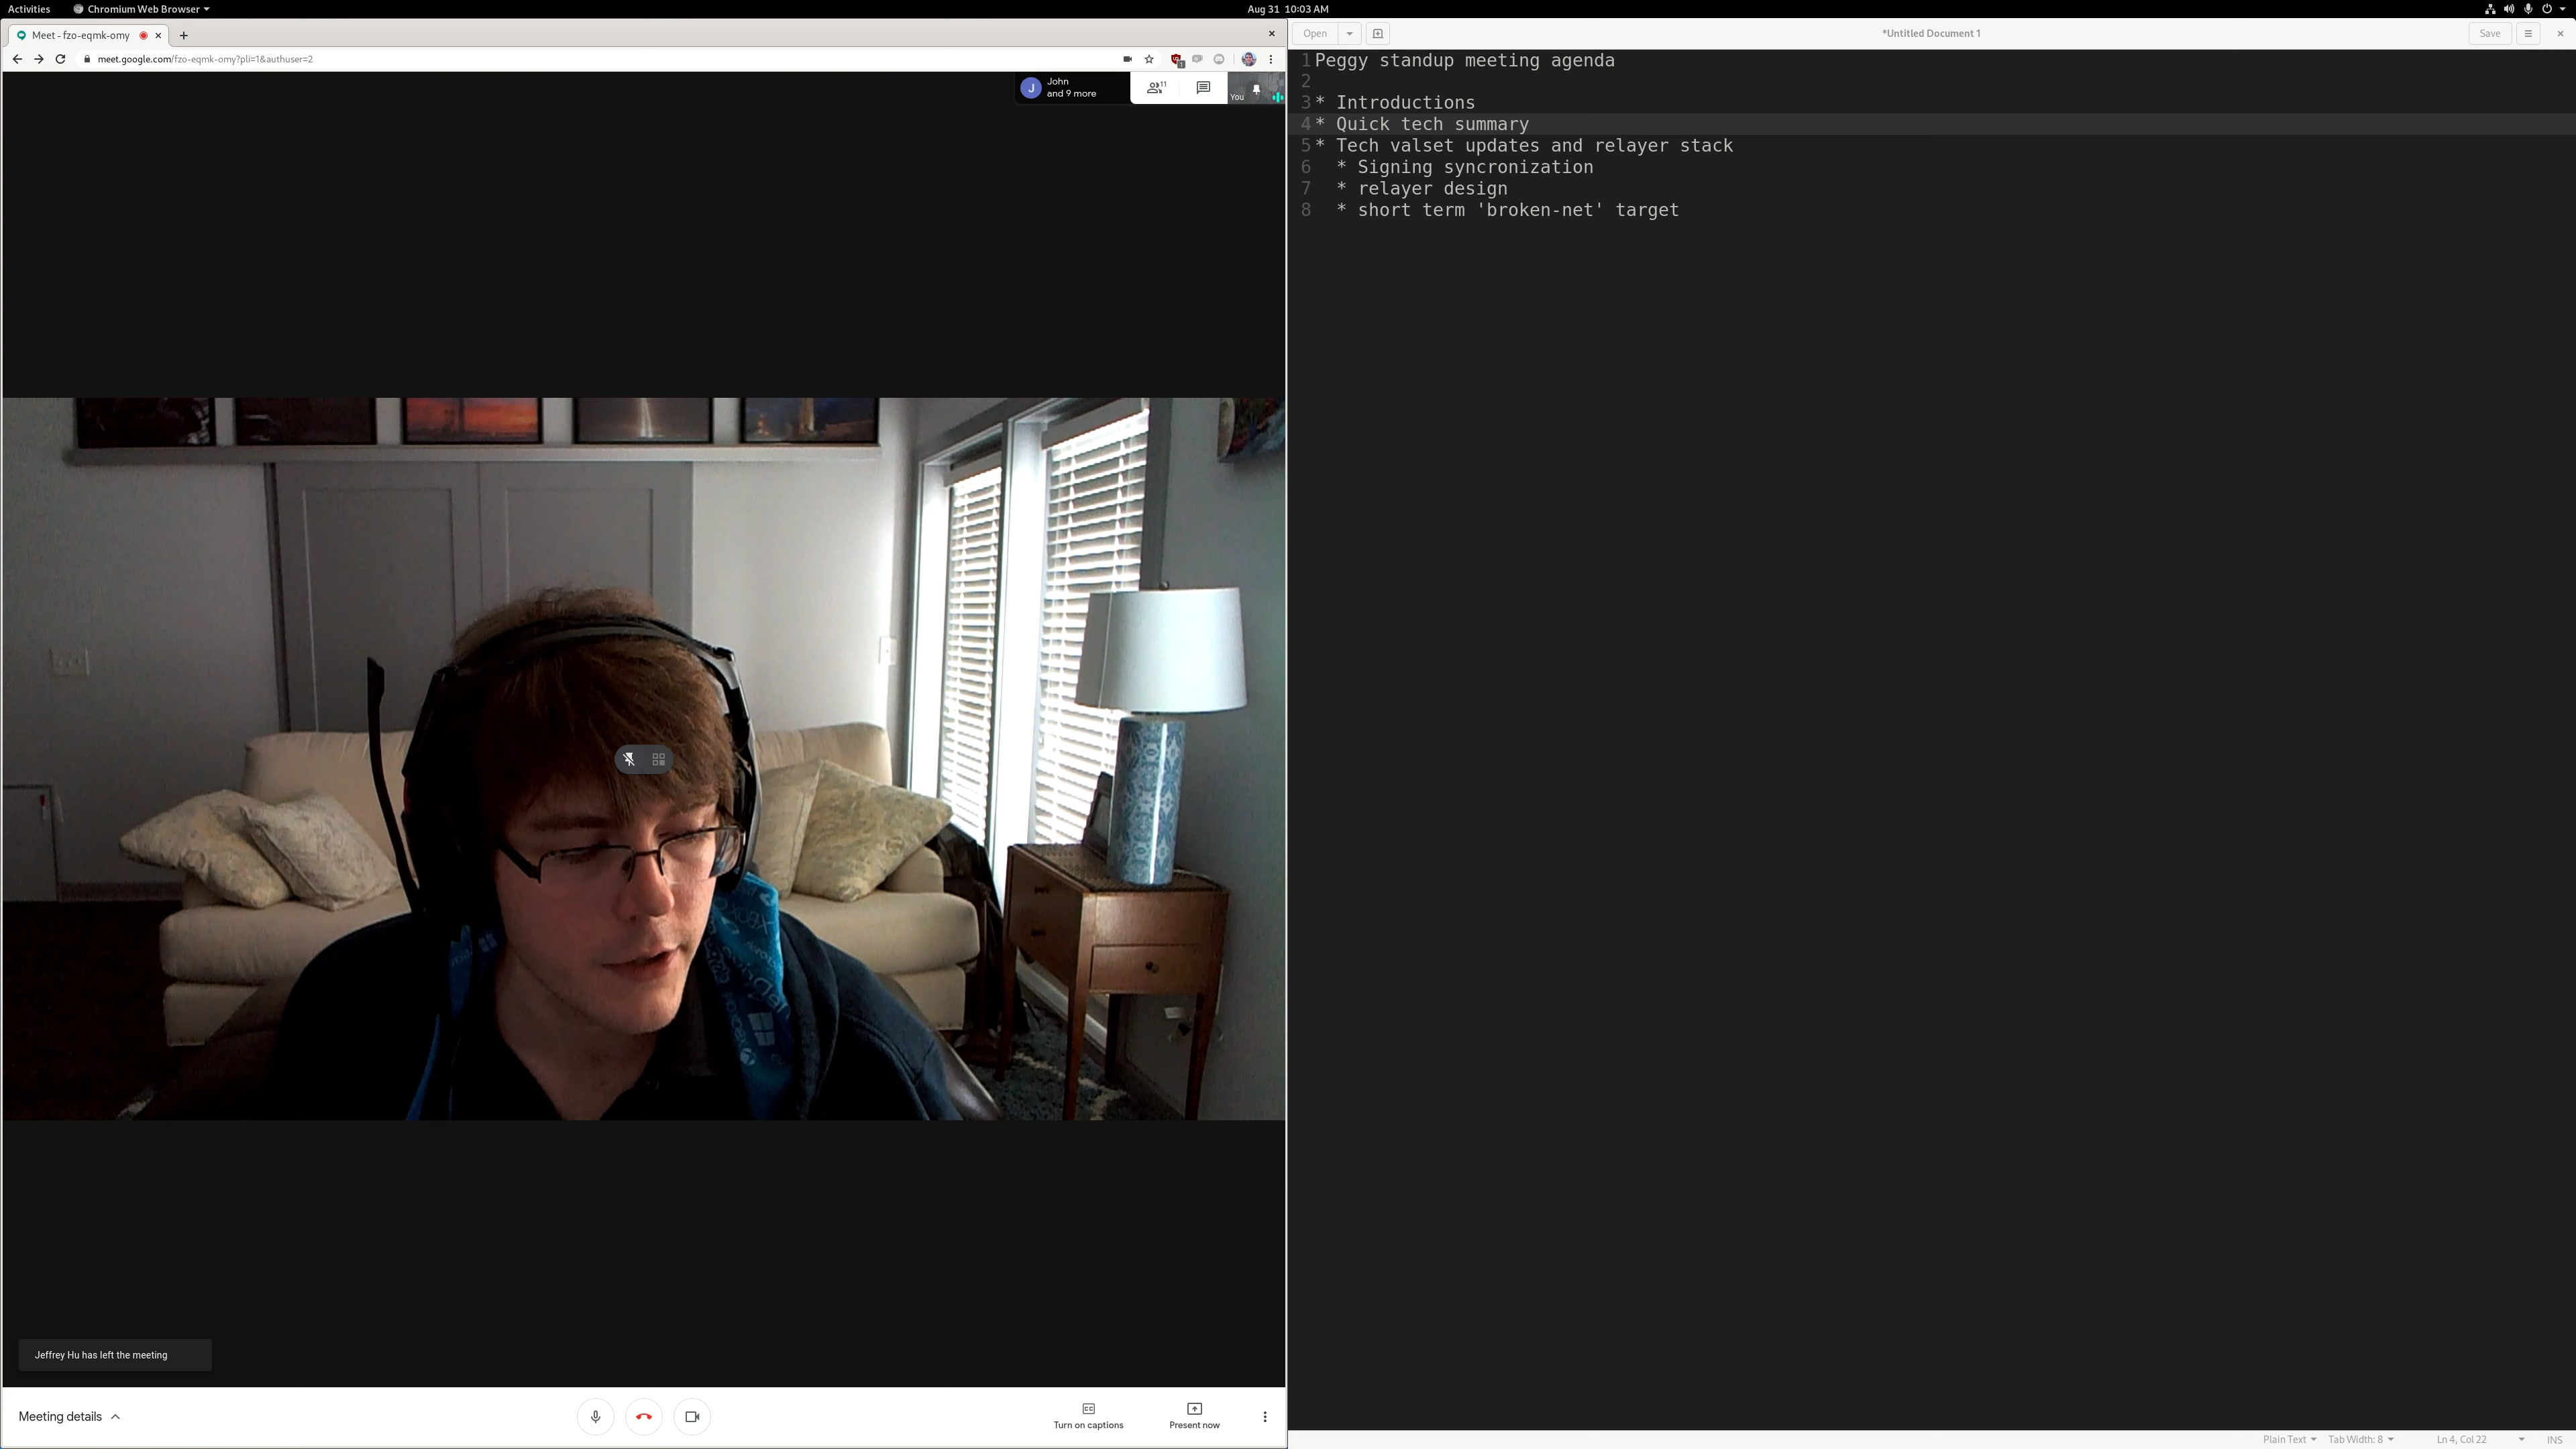 Activities
Chromium Web Browser
Aug 31 10:03 AM
Meet - fzo-eqmk-omy
meet.google.com/fzo-eqmk-omy?pli=1&authuser=2
J
John
and 9 more
11
You
Open
*Untitled Document 1
Save
1 Peggy standup meeting agenda
2
3 * Introductions
4 * Quick tech summary
5 * Tech valset updates and relayer stack
6 * Signing syncronization
7 * relayer design
8 * short term 'broken-net' target
XBOX
Jeffrey Hu has left the meeting
Meeting details
Turn on captions
Present now
Plain Text
Tab Width: 8
Ln 4, Col 22
INS